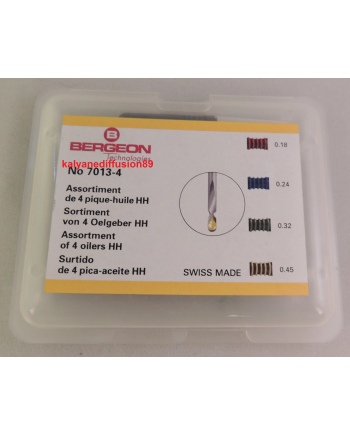 B
BERGEON
Technologies
kalyanediffusion89
No 7013-4
Assortiment
de 4 pique-huile HH
Sortiment
von 4 Oelgeber HH
Assortment
of 4 oilers HH
Surtido
de 4 pica-aceite HH
SWISS MADE
0.18
0.24
0.32
0.45